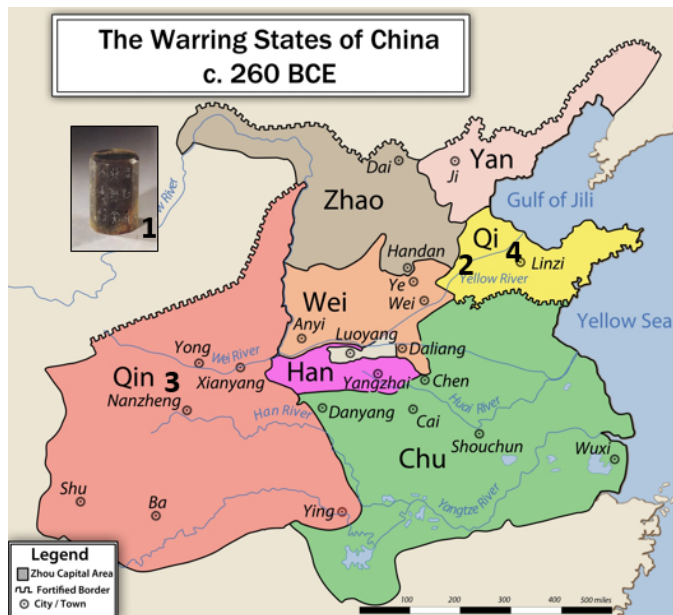 The Warring States of China
c. 260 BCE
1
Dai
Yan
Ji
Zhao
Gulf of Jili
Qi
4
2
Linzi
Handan
Yellow River
Ye
Wei
Wei
Yellow Sea
Anyi
Luoyang
Daliang
Yong
Wei River
Han
Xianyang
Yangzhai
Chen
Qin
3
Nanzheng
Danyang
Cai
Huai River
Han River
Shouchun
Wuxi
Chu
Shu
Ba
Ying
Yangtze River
Legend
Zhou Capital Area
Fortified Border
City / Town
100
200
300
400
500 miles